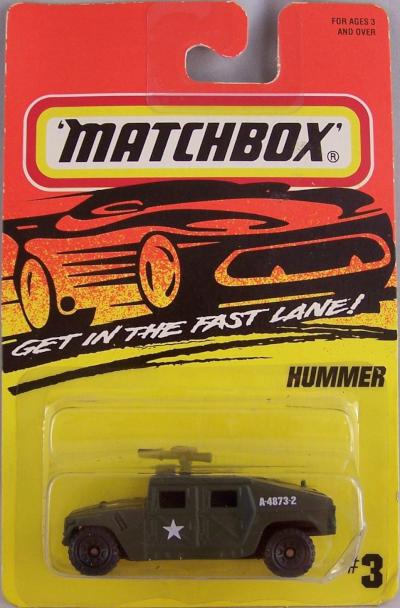 FOR AGES 3
AND OVER
'MATCHBOX'®
GET IN THE FAST LANE!
HUMMER
A-4873-2
#3